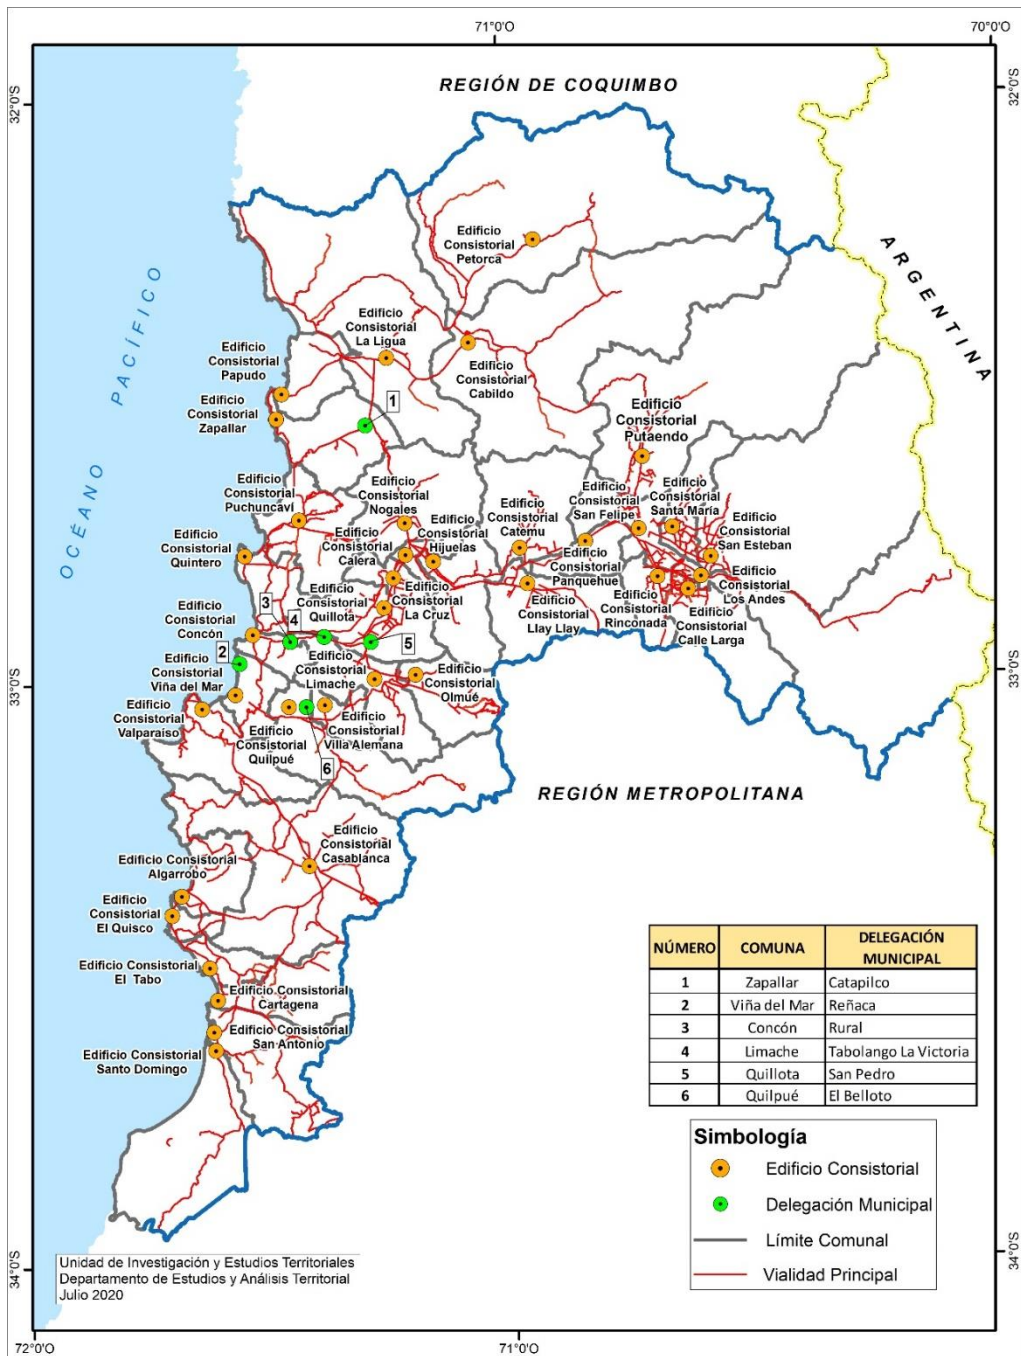 71°0'O
70°0'O
32°0'S
32°0'S
REGIÓN DE COQUIMBO
ARGENTINA
OCÉANO PACÍFICO
Edificio
Consistorial
Petorca
Edificio
Consistorial
La Ligua
Edificio
Consistorial
Papudo
Edificio
Consistorial
Cabildo
Edificio
Consistorial
Zapallar
1
Edificio
Consistorial
Putaendo
Edificio
Consistorial
Puchuncaví
Edificio
Consistorial
Nogales
Edificio
Consistorial
San Felipe
Edificio
Consistorial
Santa María
Edificio
Consistorial
Catemu
Edificio
Consistorial
Hijuelas
Edificio
Consistorial
San Esteban
Edificio
Consistorial
Quintero
Edificio
Consistorial
Calera
Edificio
Consistorial
Panquehue
Edificio
Consistorial
Los Andes
Edificio
Consistorial
Quillota
Edificio
Consistorial
La Cruz
Edificio
Consistorial
Llay Llay
Edificio
Consistorial
Rinconada
Edificio
Consistorial
Calle Larga
3
4
5
Edificio
Consistorial
Concón
2
Edificio
Consistorial
Viña del Mar
Edificio
Consistorial
Limache
Edificio
Consistorial
Olmué
33°0'S
33°0'S
Edificio
Consistorial
Valparaíso
Edificio
Consistorial
Quilpué
Edificio
Consistorial
Villa Alemana
6
REGIÓN METROPOLITANA
Edificio
Consistorial
Casablanca
Edificio Consistorial
Algarrobo
Edificio
Consistorial
El Quisco
Edificio Consistorial
El Tabo
Edificio Consistorial
Cartagena
Edificio Consistorial
San Antonio
Edificio Consistorial
Santo Domingo
NÚMERO COMUNA DELEGACIÓN MUNICIPAL
1 Zapallar Catapilco
2 Viña del Mar Reñaca
3 Concón Rural
4 Limache Tabolango La Victoria
5 Quillota San Pedro
6 Quilpué El Belloto
Simbología
Edificio Consistorial
Delegación Municipal
Límite Comunal
Vialidad Principal
Unidad de Investigación y Estudios Territoriales
Departamento de Estudios y Análisis Territorial
Julio 2020
34°0'S
34°0'S
72°0'O
71°0'O